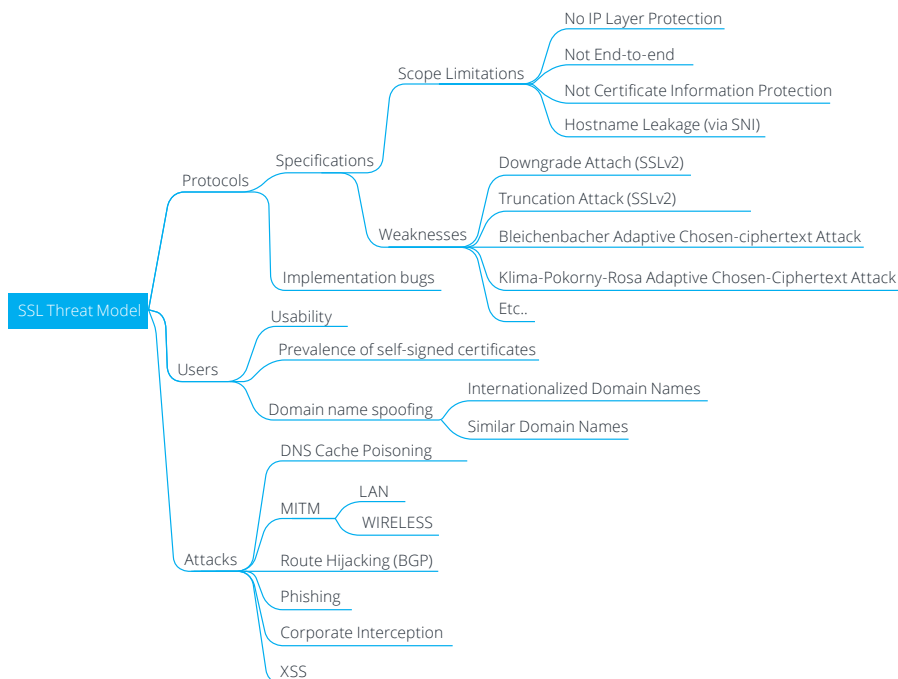 No IP Layer Protection
Not End-to-end
Scope Limitations
Not Certificate Information Protection
Hostname Leakage (via SNI)
Specifications
Downgrade Attach (SSLv2)
Protocols
Truncation Attack (SSLv2)
Weaknesses
Bleichenbacher Adaptive Chosen-ciphertext Attack
Implementation bugs
Klima-Pokorny-Rosa Adaptive Chosen-Ciphertext Attack
Etc..
SSL Threat Model
Usability
Prevalence of self-signed certificates
Users
Internationalized Domain Names
Domain name spoofing
Similar Domain Names
DNS Cache Poisoning
LAN
MITM
WIRELESS
Attacks
Route Hijacking (BGP)
Phishing
Corporate Interception
XSS